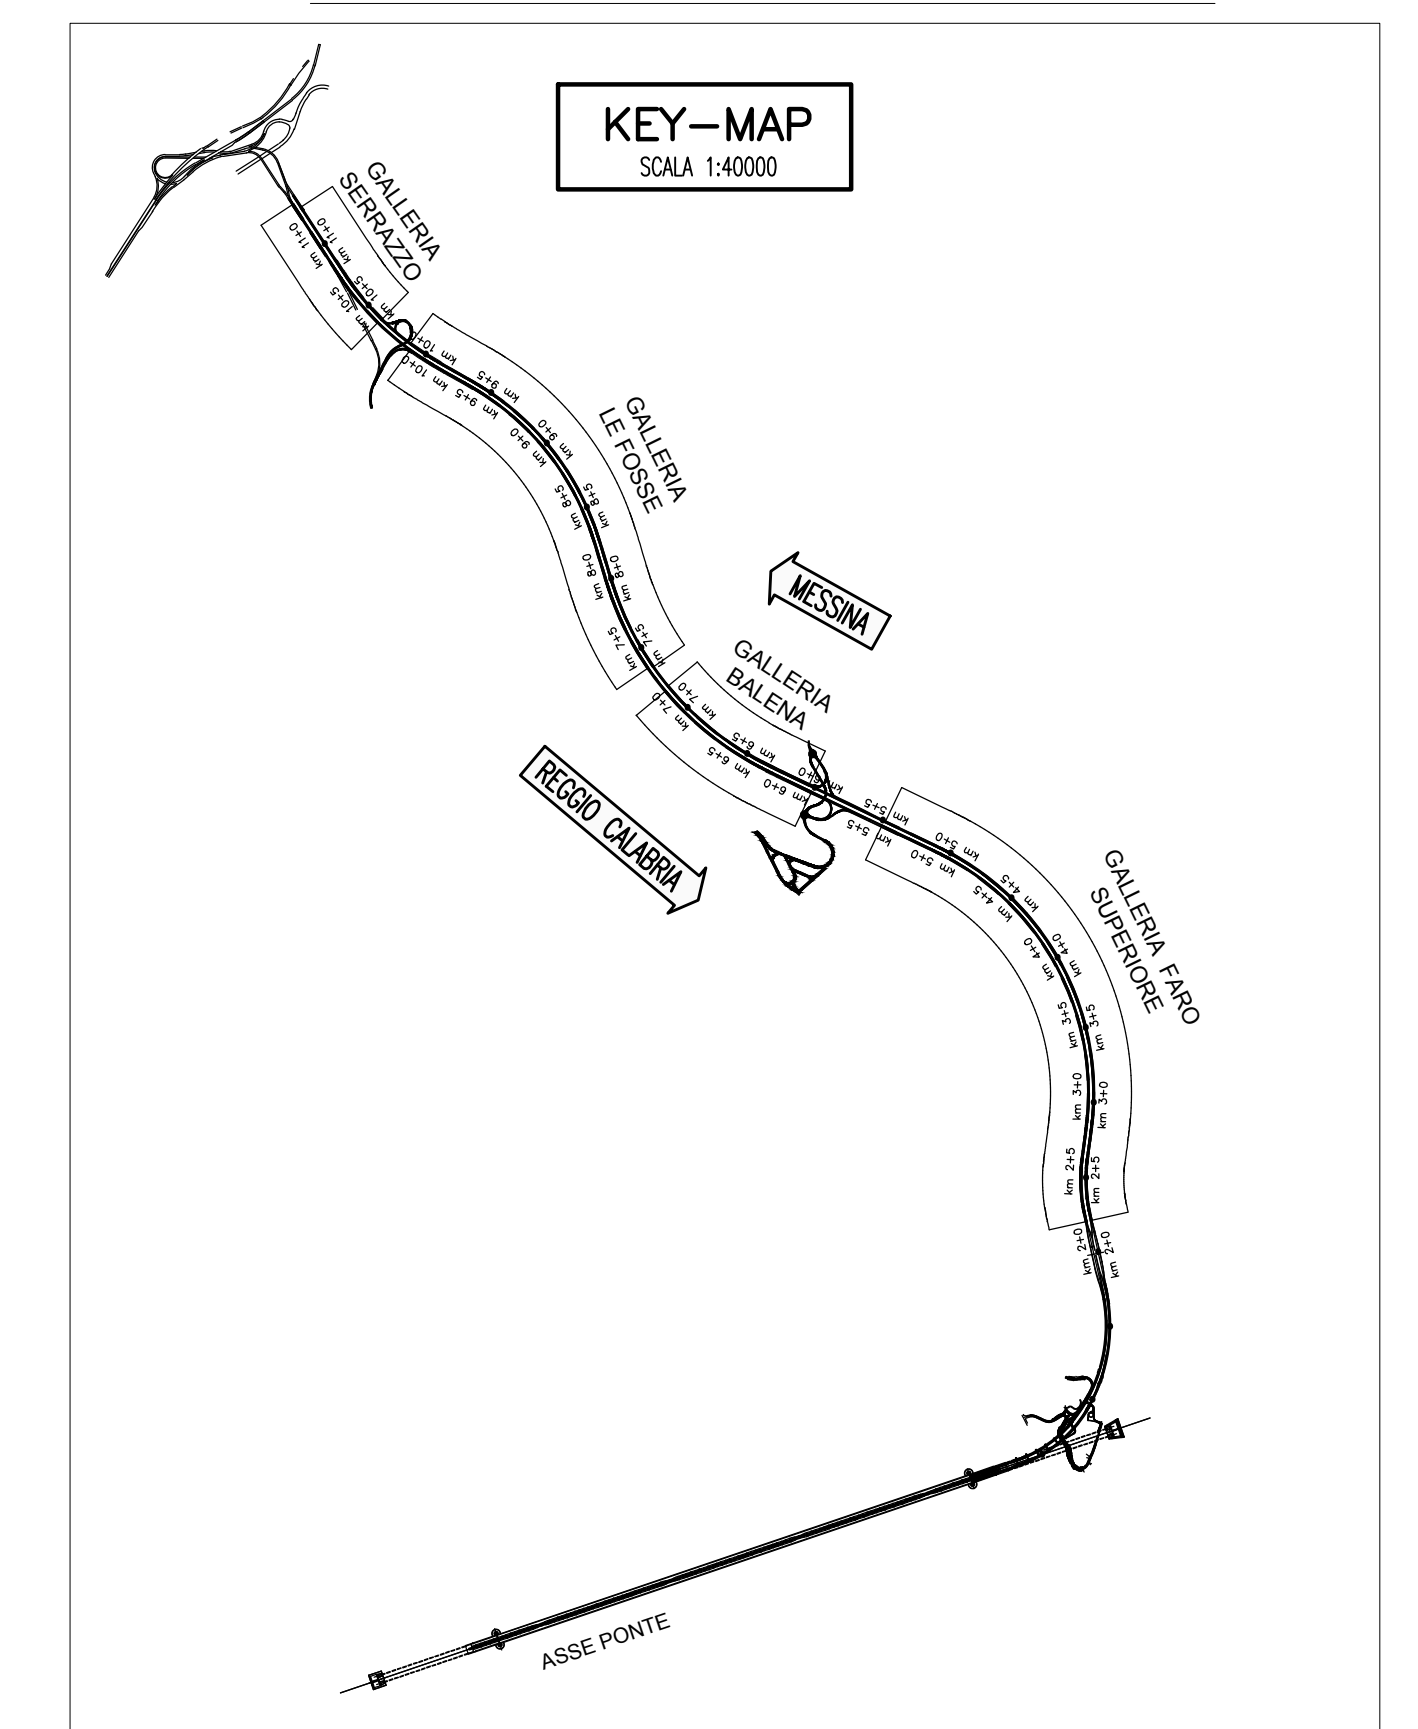 KEY-MAP
SCALA 1:40000
GALLERIA
SERRAZZO
km 11+0
km 11+0
km 10+5
km 10+5
km 10+0
km 10+0
km 9+5
km 9+5
km 9+0
km 9+0
GALLERIA
LE FOSSE
km 8+5
km 8+5
km 8+0
km 8+0
km 7+5
km 7+5
MESSINA
GALLERIA
BALENA
km 7+0
km 7+0
km 6+5
km 6+5
km 6+0
km 6+0
REGGIO CALABRIA
km 5+5
km 5+5
km 5+0
km 5+0
km 4+5
km 4+5
GALLERIA FARO
SUPERIORE
km 4+0
km 4+0
km 3+5
km 3+5
km 3+0
km 3+0
km 2+5
km 2+5
km 2+0
km 2+0
ASSE PONTE